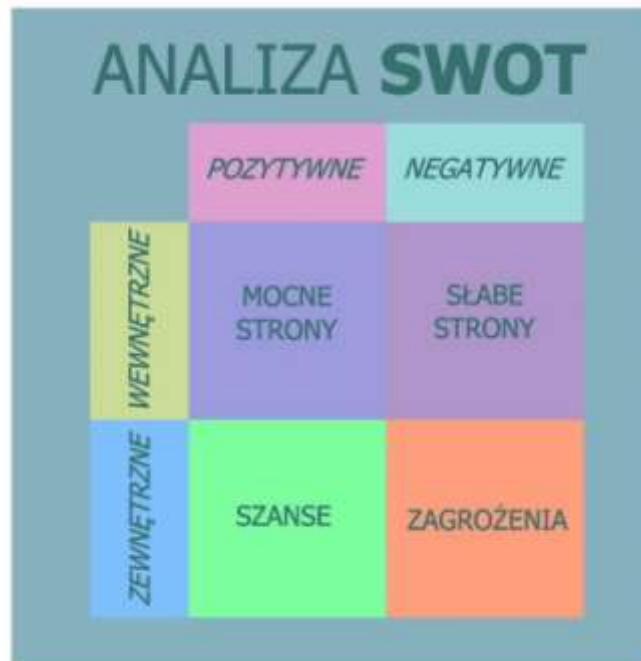 ANALIZA SWOT
POZYTYWNE
NEGATYWNE
WEWNĘTRZNE
MOCNE
STRONY
SŁABE
STRONY
ZEWNĘTRZNE
SZANSE
ZAGROŻENIA